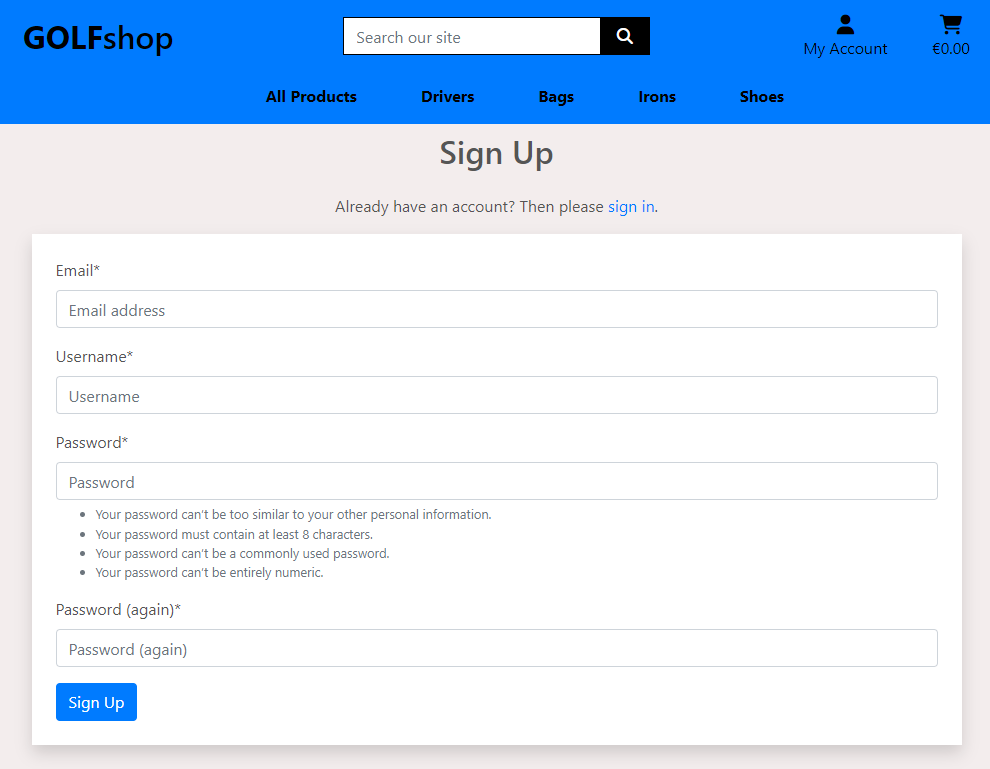 GOLFshop
Search our site
My Account
€0.00
All Products Drivers Bags Irons Shoes
Sign Up
Already have an account? Then please sign in.
Email*
Email address
Username*
Username
Password*
Password
• Your password can't be too similar to your other personal information.
• Your password must contain at least 8 characters.
• Your password can't be a commonly used password.
• Your password can't be entirely numeric.
Password (again)*
Password (again)
Sign Up